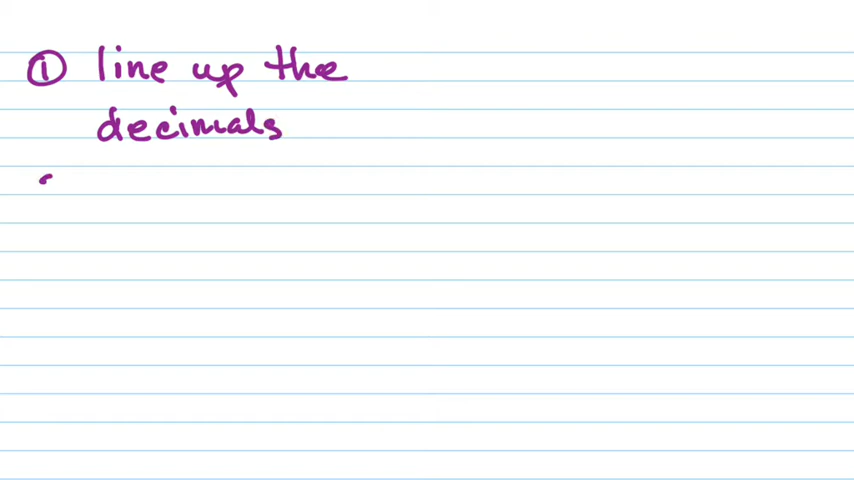 ① line up the
decimals